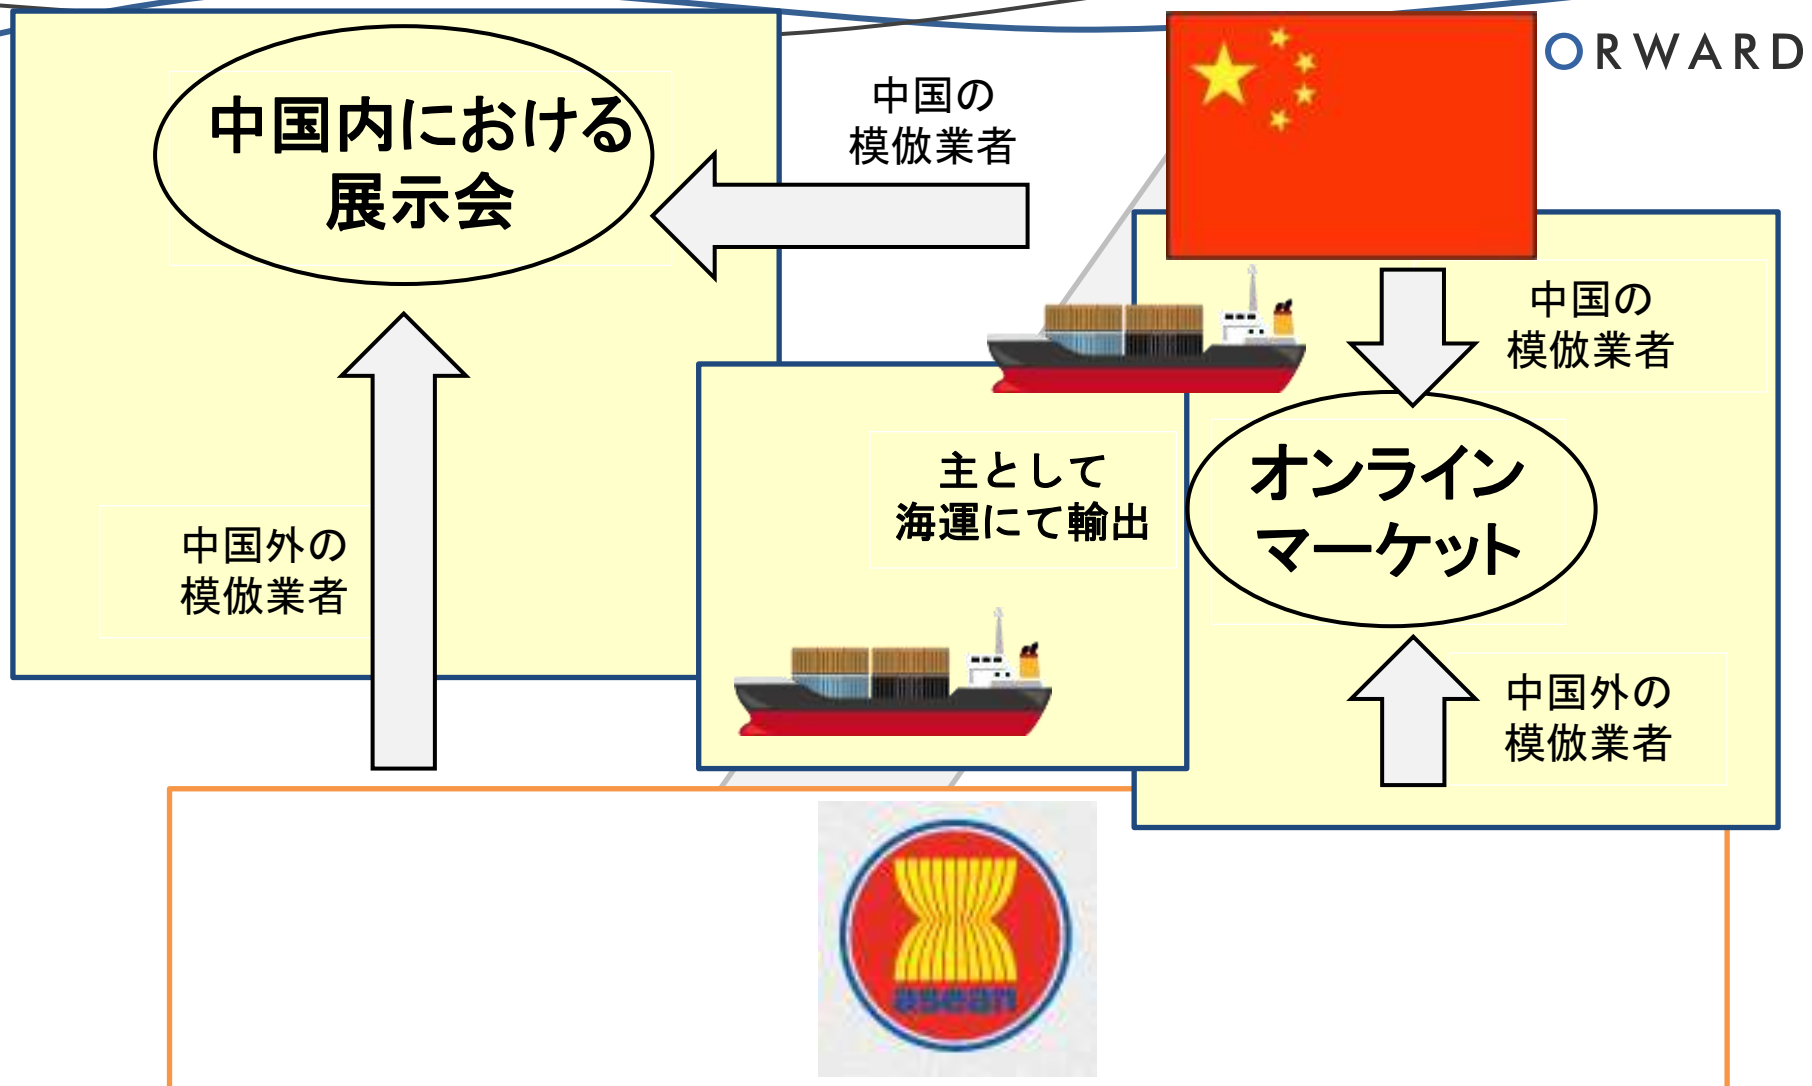 ORWARD
中国内における
展示会
中国の
模倣業者
中国の
模倣業者
主として
海運にて輸出
オンライン
マーケット
中国外の
模倣業者
中国外の
模倣業者
asean